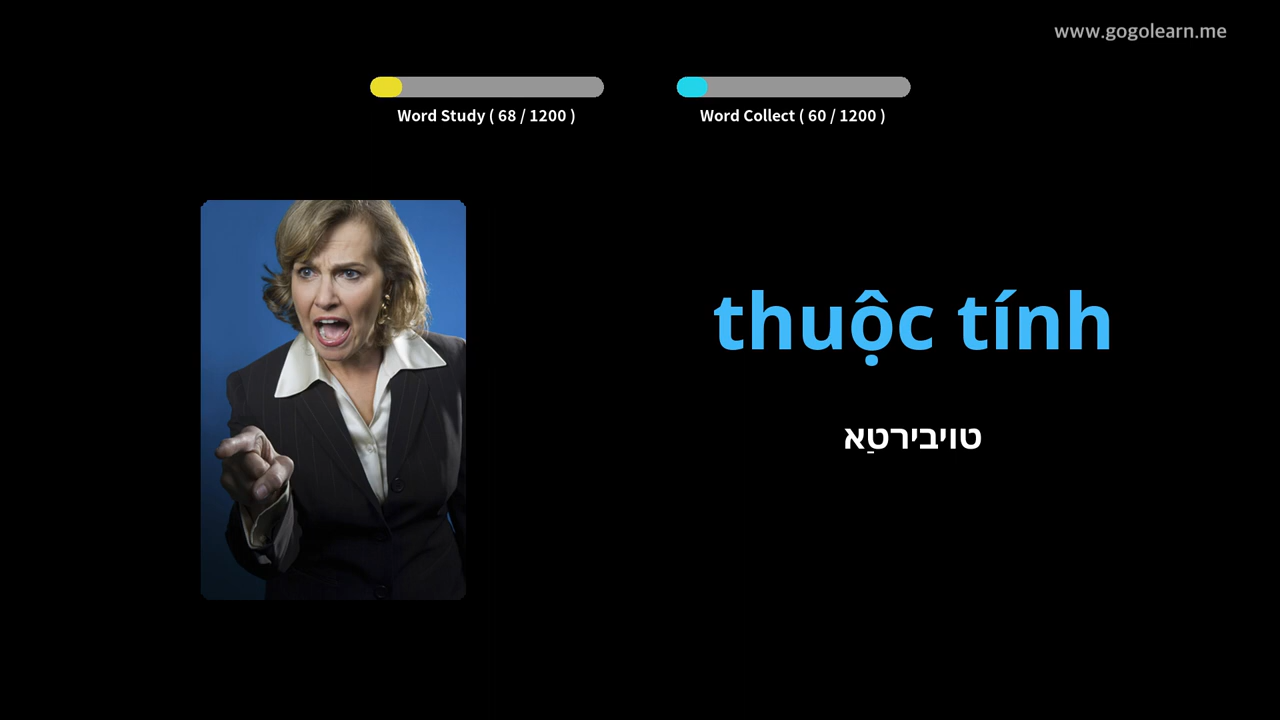 www.gogolearn.me
Word Study ( 68 / 1200 )
Word Collect ( 60 / 1200 )
thuộc tính
טויבירטַא